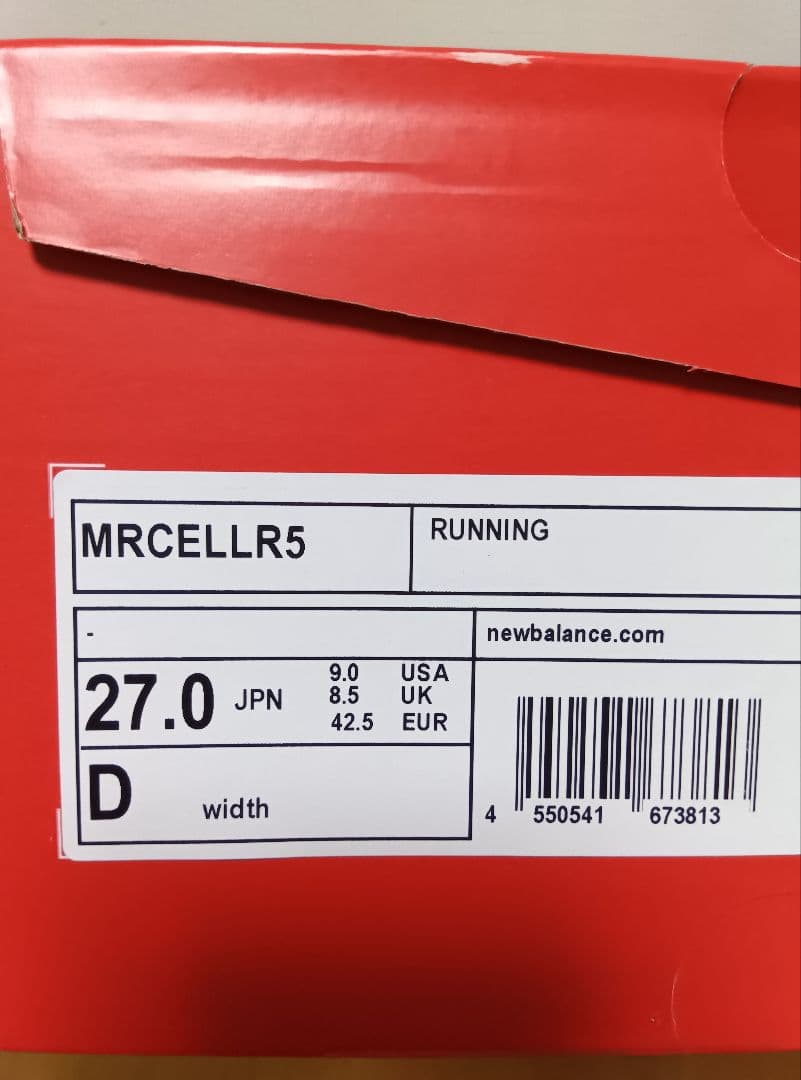 MRCELLR5
RUNNING
-
newbalance.com
27.0 JPN
9.0 USA
8.5 UK
42.5 EUR
D width
4 550541 673813